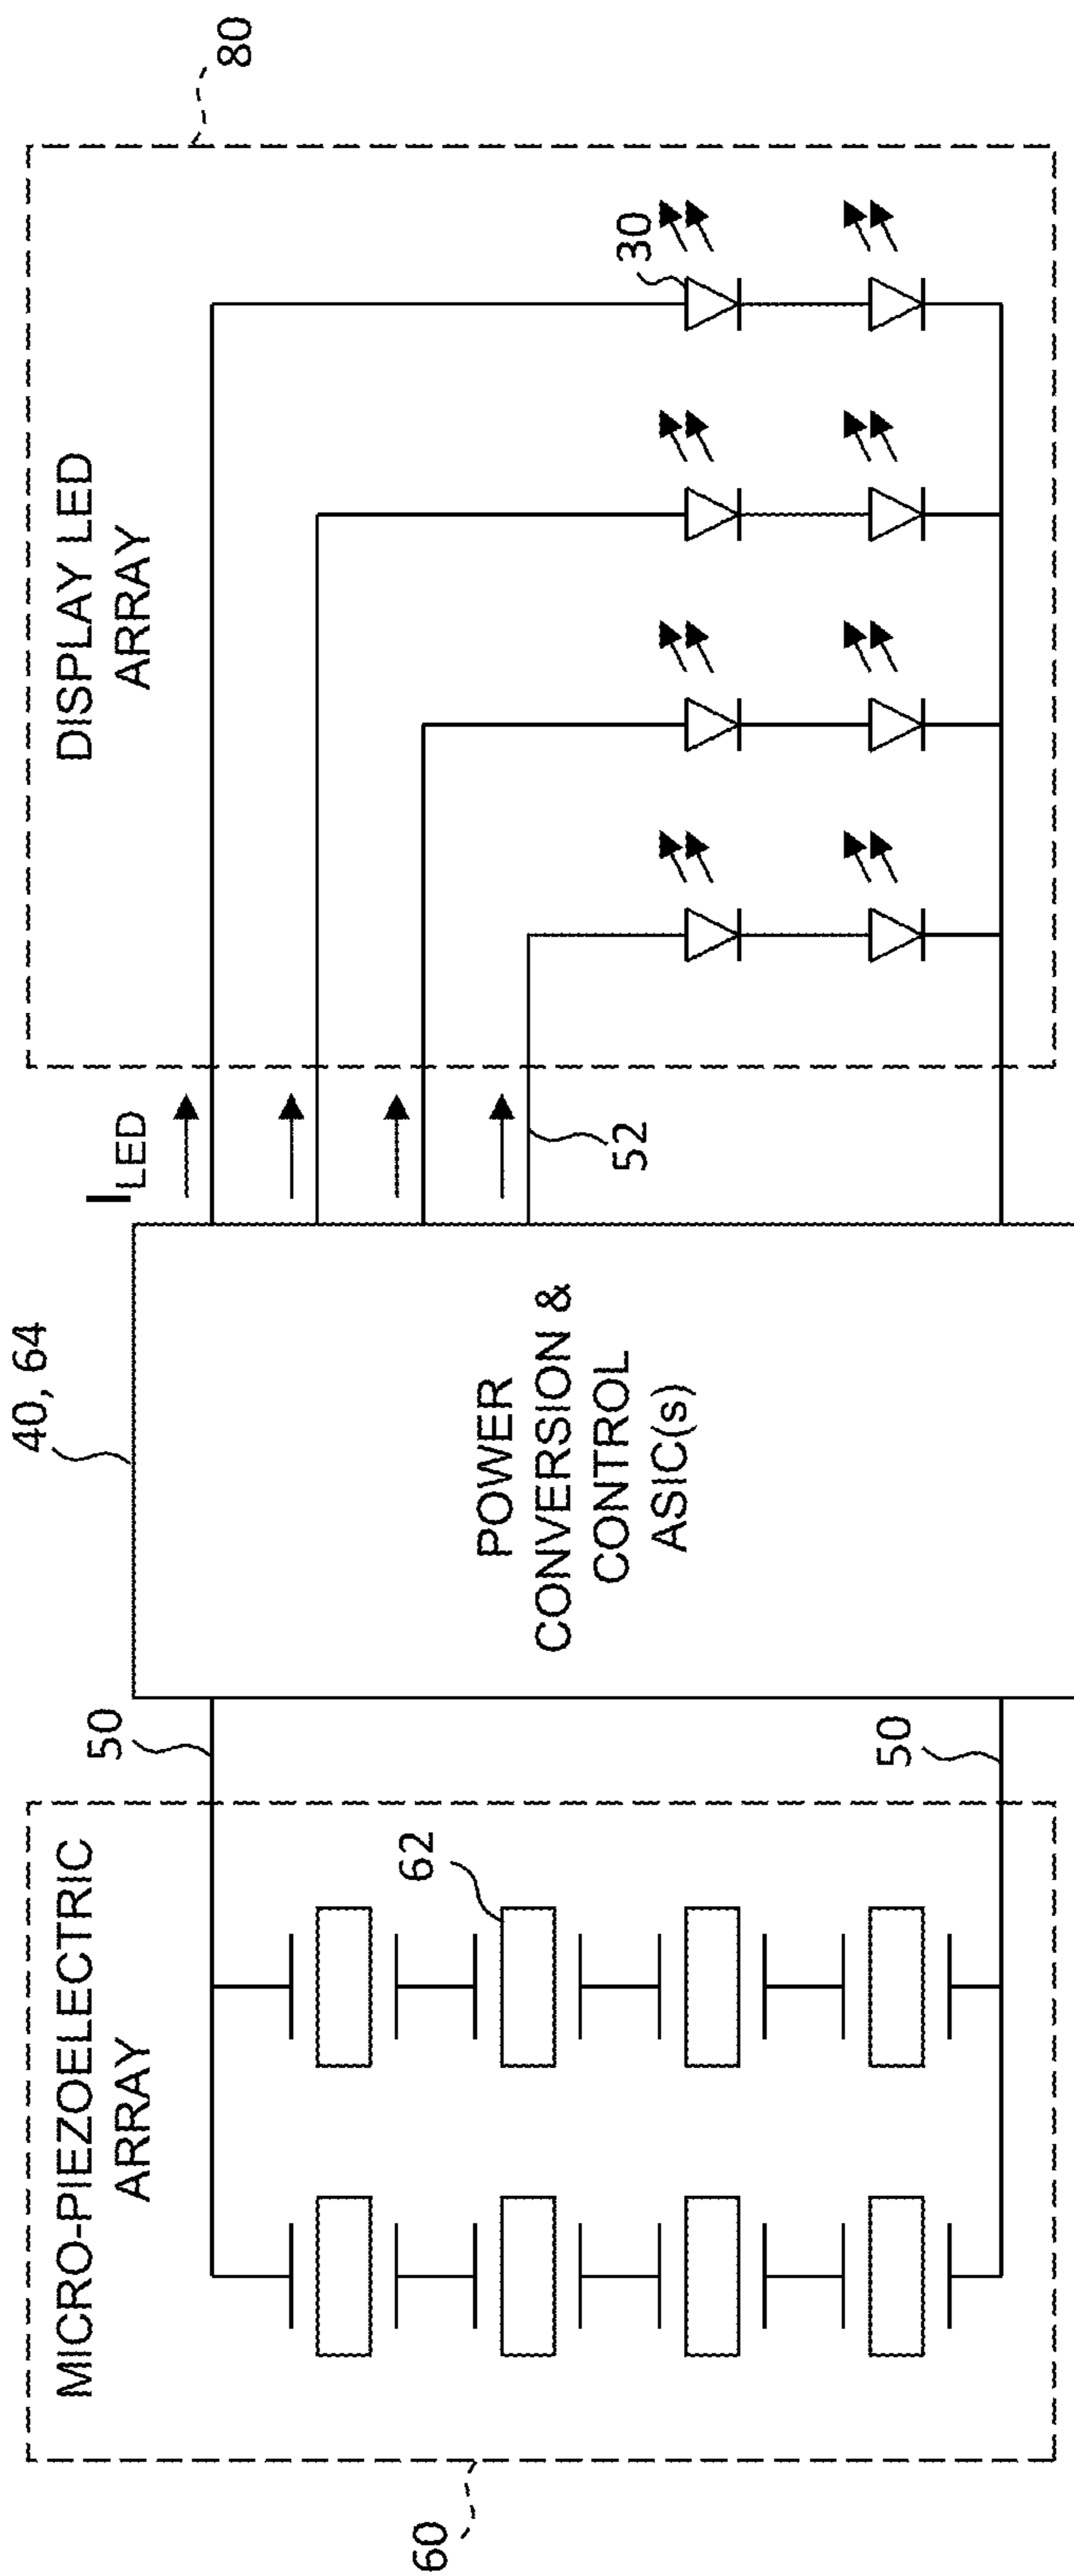 MICRO-PIEZOELECTRIC
ARRAY
60
62
50
50
40, 64
POWER
CONVERSION &
CONTROL
ASIC(s)
I LED
52
DISPLAY LED
ARRAY
30
80